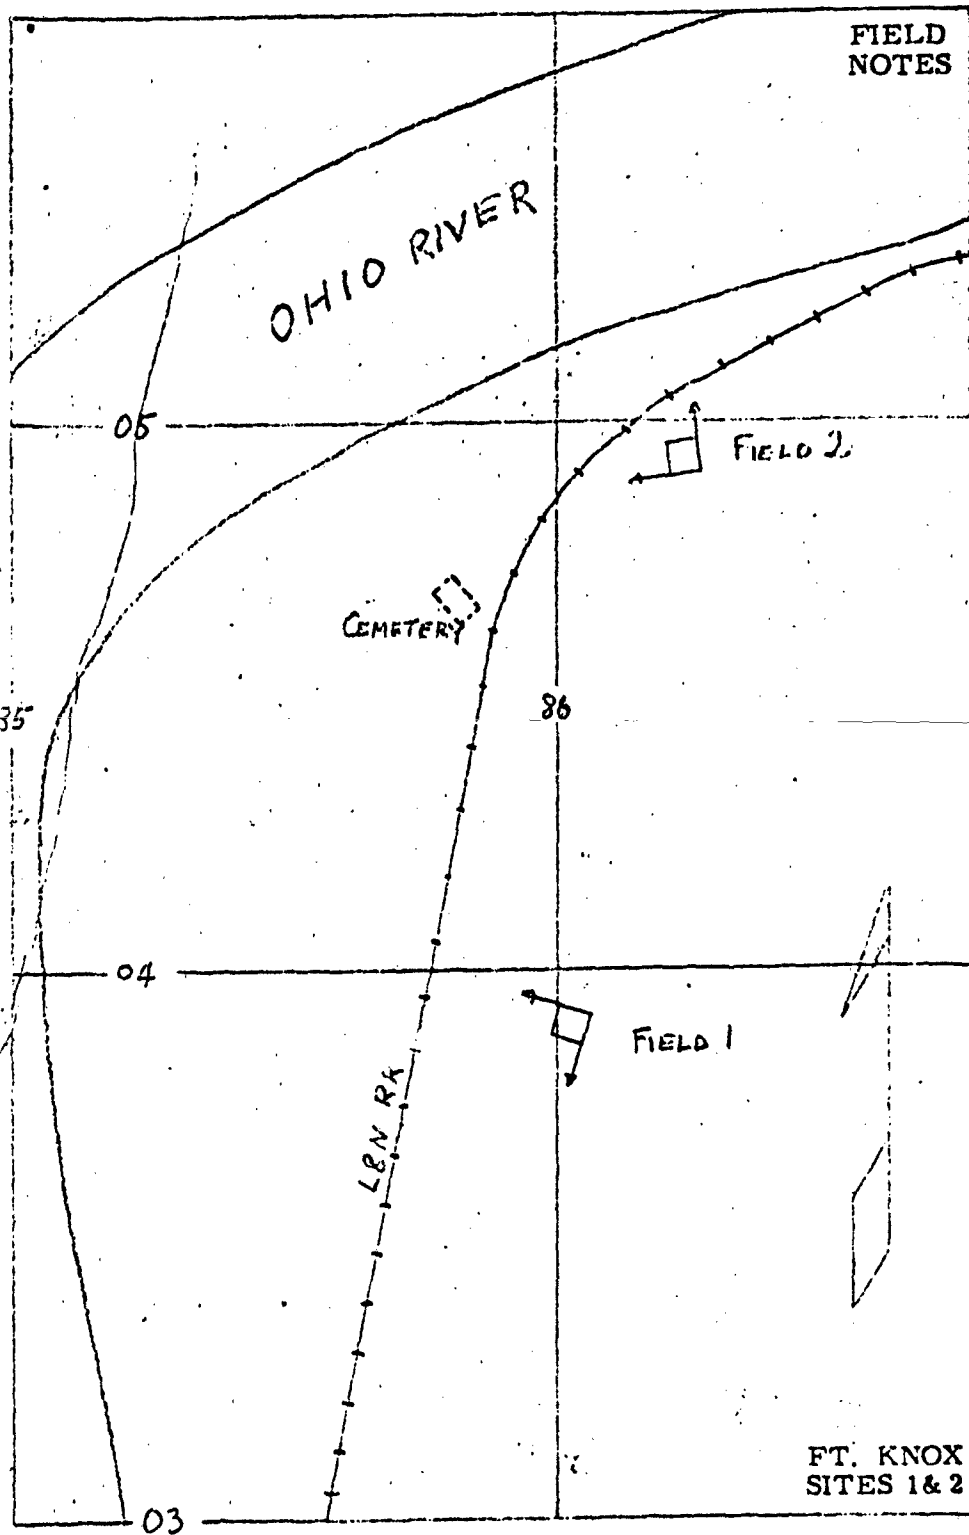 FIELD
NOTES
OHIO RIVER
05
FIELD 2
CEMETERY
35
86
04
FIELD 1
L&N RR
03
FT. KNOX
SITES 1 & 2